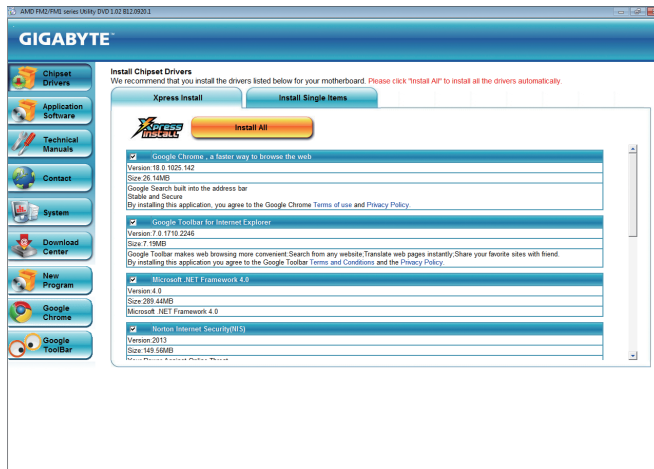 AMD FM2/FM1 series Utility DVD 1.02 B12.0920.1
GIGABYTE™
Chipset
Drivers
Application
Software
Technical
Manuals
Contact
System
Download
Center
New
Program
Google
Chrome
Google
ToolBar
Install Chipset Drivers
We recommend that you install the drivers listed below for your motherboard. Please click "Install All" to install all the drivers automatically.
Xpress Install
Install Single Items
Xpress
Install
Install All
Google Chrome , a faster way to browse the web
Version:18.0.1025.142
Size:26.14MB
Google Search built into the address bar
Stable and Secure
By installing this application, you agree to the Google Chrome Terms of use and Privacy Policy.
Google Toolbar for Internet Explorer
Version:7.0.1710.2246
Size:7.19MB
Google Toolbar makes web browsing more convenient:Search from any website;Translate web pages instantly;Share your favorite sites with friend.
By installing this application you agree to the Google Toolbar Terms and Conditions and the Privacy Policy.
Microsoft .NET Framework 4.0
Version:4.0
Size:289.44MB
Microsoft .NET Framework 4.0
Norton Internet Security(NIS)
Version:2013
Size:149.56MB
Your Power Against Online Threat